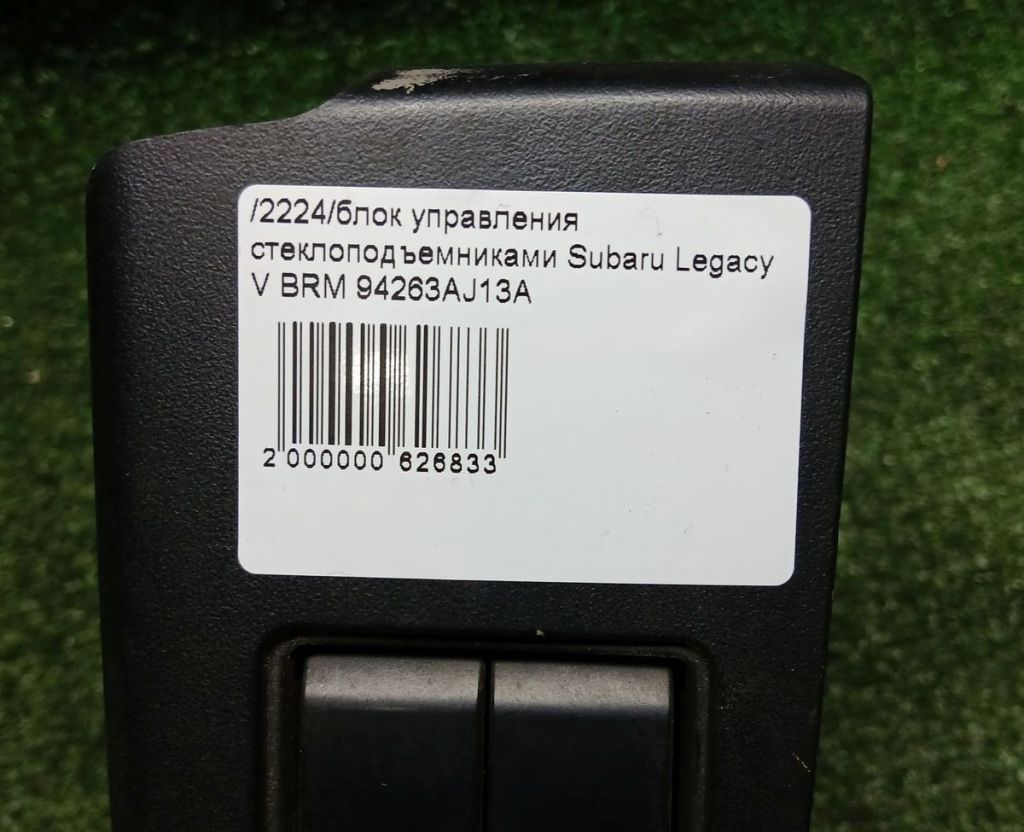 /2224/блок управления
стеклоподъемниками Subaru Legacy
V BRM 94263AJ13A
2 000000 626833